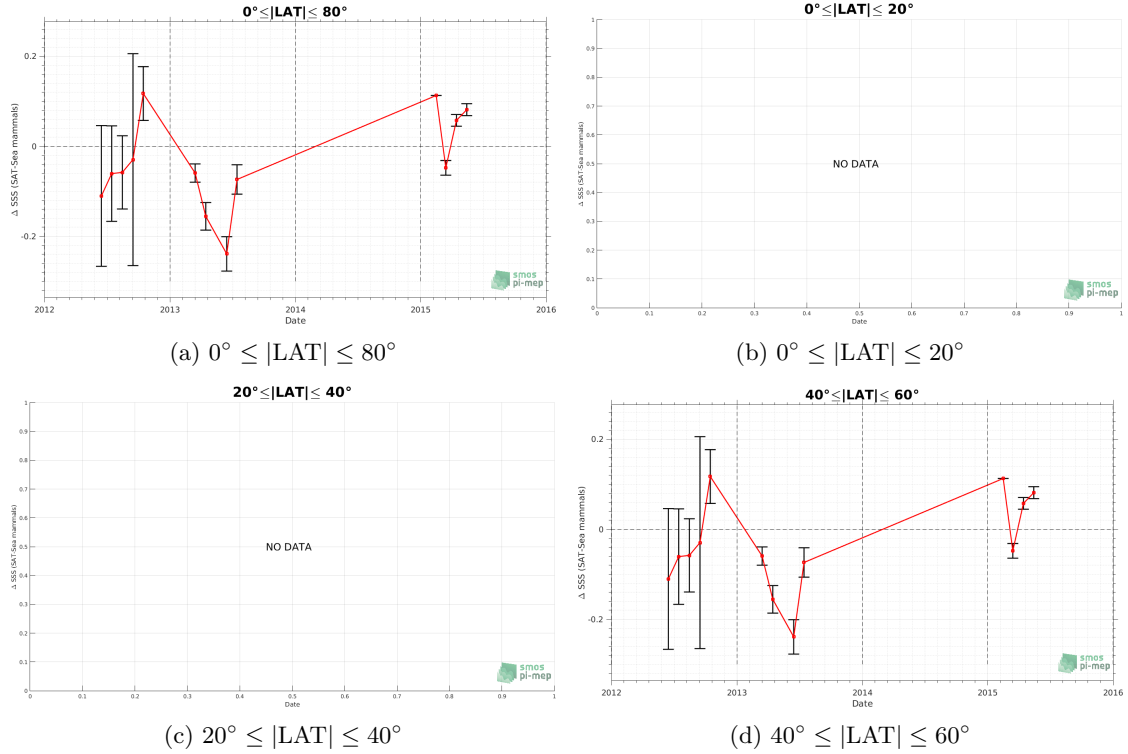 0°≤|LAT|≤ 80°
Δ SSS (SAT-Sea mammals)
0.2
0
-0.2
2012 2013 2014 2015 2016
Date
smos
pi-mep
(a) 0° ≤ |LAT| ≤ 80°
0°≤|LAT|≤ 20°
Δ SSS (SAT-Sea mammals)
1
0.9
0.8
0.7
0.6
0.5
0.4
0.3
0.2
0.1
0
NO DATA
0 0.1 0.2 0.3 0.4 0.5 0.6 0.7 0.8 0.9 1
Date
smos
pi-mep
(b) 0° ≤ |LAT| ≤ 20°
20°≤|LAT|≤ 40°
Δ SSS (SAT-Sea mammals)
1
0.9
0.8
0.7
0.6
0.5
0.4
0.3
0.2
0.1
0
NO DATA
0 0.1 0.2 0.3 0.4 0.5 0.6 0.7 0.8 0.9 1
Date
smos
pi-mep
(c) 20° ≤ |LAT| ≤ 40°
40°≤|LAT|≤ 60°
Δ SSS (SAT-Sea mammals)
0.2
0
-0.2
2012 2013 2014 2015 2016
Date
smos
pi-mep
(d) 40° ≤ |LAT| ≤ 60°